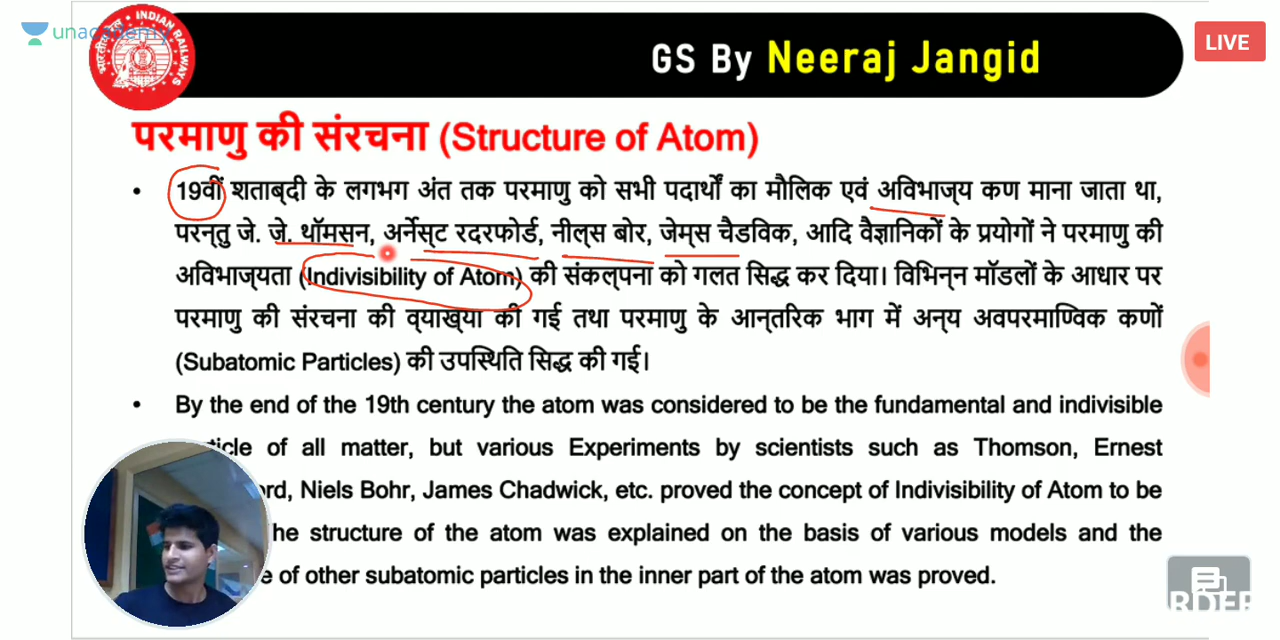 unacademy
INDIAN RAILWAYS
GS By Neeraj Jangid
LIVE
परमाणु की संरचना (Structure of Atom)
• 19वीं शताब्दी के लगभग अंत तक परमाणु को सभी पदार्थों का मौलिक एवं अविभाज्य कण माना जाता था,
परन्तु जे. जे. थॉमसन, अर्नेस्ट रदरफोर्ड, नील्स बोर, जेम्स चैडविक, आदि वैज्ञानिकों के प्रयोगों ने परमाणु की
अविभाज्यता (Indivisibility of Atom) की संकल्पना को गलत सिद्ध कर दिया। विभिन्न मॉडलों के आधार पर
परमाणु की संरचना की व्याख्या की गई तथा परमाणु के आन्तरिक भाग में अन्य अवपरमाण्विक कणों
(Subatomic Particles) की उपस्थिति सिद्ध की गई।
• By the end of the 19th century the atom was considered to be the fundamental and indivisible
of all matter, but various Experiments by scientists such as Thomson, Ernest
Niels Bohr, James Chadwick, etc. proved the concept of Indivisibility of Atom to be
structure of the atom was explained on the basis of various models and the
of other subatomic particles in the inner part of the atom was proved.